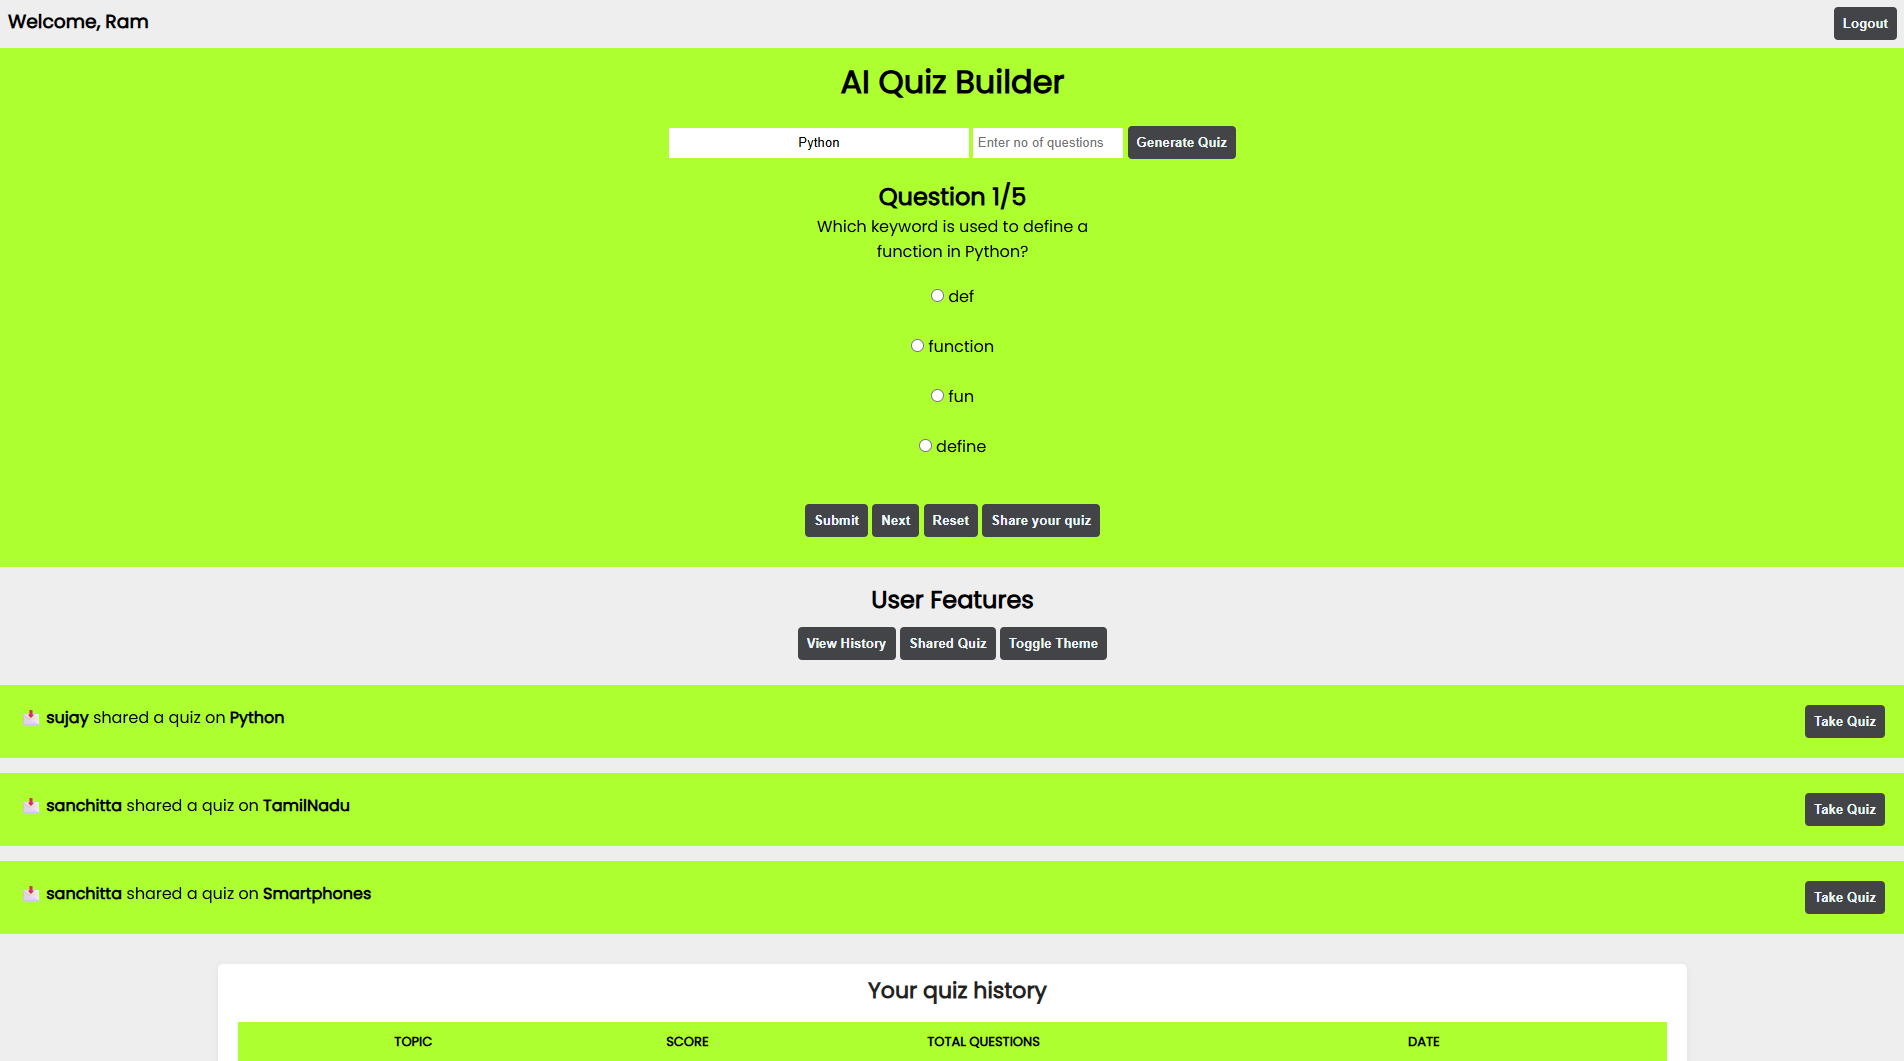 Welcome, Ram
Logout
AI Quiz Builder
Python
Enter no of questions
Generate Quiz
Question 1/5
Which keyword is used to define a
function in Python?
def
function
fun
define
Submit
Next
Reset
Share your quiz
User Features
View History
Shared Quiz
Toggle Theme
sujay shared a quiz on Python
Take Quiz
sanchitta shared a quiz on TamilNadu
Take Quiz
sanchitta shared a quiz on Smartphones
Take Quiz
Your quiz history
TOPIC
SCORE
TOTAL QUESTIONS
DATE